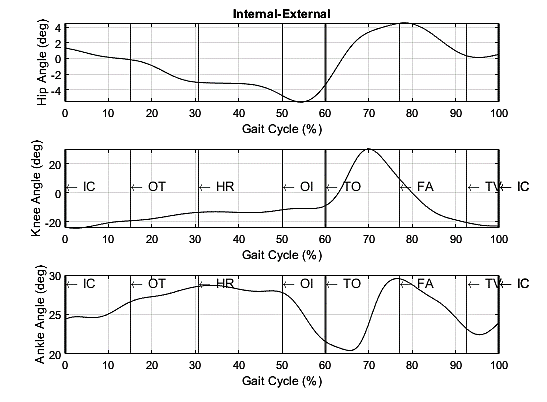 Internal-External
Hip Angle (deg)
4
2
0
-2
-4
0 10 20 30 40 50 60 70 80 90 100
Gait Cycle (%)
Knee Angle (deg)
20
0
-20
← IC ← OT ← HR ← OI ← TO ← FA ← TV ← IC
0 10 20 30 40 50 60 70 80 90 100
Gait Cycle (%)
Ankle Angle (deg)
30
25
20
← IC ← OT ← HR ← OI ← TO ← FA ← TV ← IC
0 10 20 30 40 50 60 70 80 90 100
Gait Cycle (%)